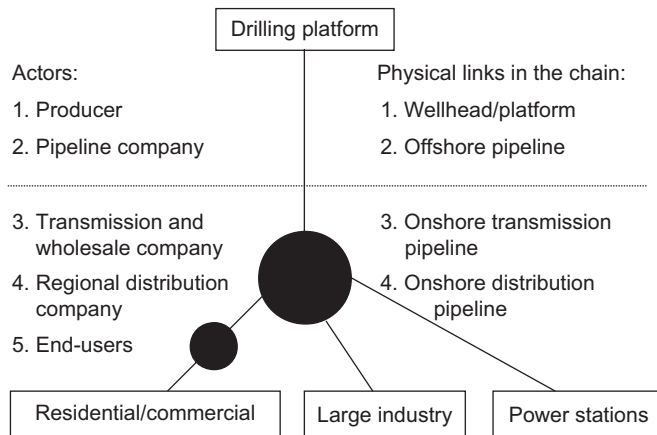 Drilling platform
Actors:
1. Producer
2. Pipeline company
Physical links in the chain:
1. Wellhead/platform
2. Offshore pipeline
3. Transmission and
wholesale company
4. Regional distribution
company
5. End-users
3. Onshore transmission
pipeline
4. Onshore distribution
pipeline
Residential/commercial
Large industry
Power stations